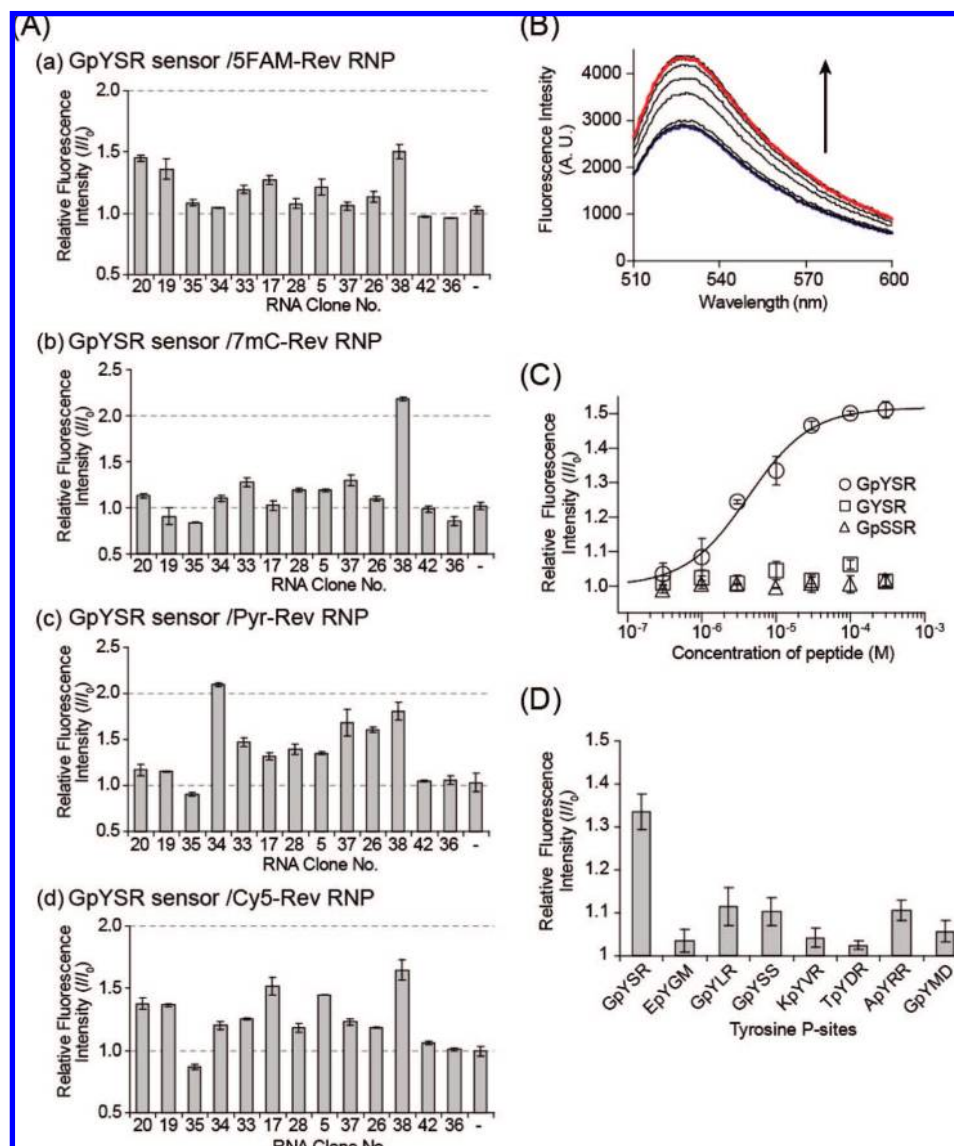 (A)
(a) GpYSR sensor /5FAM-Rev RNP
Relative Fluorescence
Intensity (I/I0)
2.0
1.5
1.0
0.5
20 19 35 34 33 17 28 5 37 26 38 42 36 -
RNA Clone No.
(b) GpYSR sensor /7mC-Rev RNP
Relative Fluorescence
Intensity (I/I0)
2.5
2.0
1.5
1.0
0.5
20 19 35 34 33 17 28 5 37 26 38 42 36 -
RNA Clone No.
(c) GpYSR sensor /Pyr-Rev RNP
Relative Fluorescence
Intensity (I/I0)
2.5
2.0
1.5
1.0
0.5
20 19 35 34 33 17 28 5 37 26 38 42 36 -
RNA Clone No.
(d) GpYSR sensor /Cy5-Rev RNP
Relative Fluorescence
Intensity (I/I0)
2.0
1.5
1.0
0.5
20 19 35 34 33 17 28 5 37 26 38 42 36 -
RNA Clone No.
(B)
Fluorescence Intesity
(A. U.)
4000
3000
2000
1000
0
510 540 570 600
Wavelength (nm)
(C)
Relative Fluorescence
Intensity (I/I0)
1.5
1.4
1.3
1.2
1.1
1.0
GpYSR
GYSR
GpSSR
10-7 10-6 10-5 10-4 10-3
Concentration of peptide (M)
(D)
Relative Fluorescence
Intensity (I/I0)
1.5
1.4
1.3
1.2
1.1
1
GpYSR EpYGM GpYLR GpYSS KpYVR TpYDR ApYRR GpYMD
Tyrosine P-sites